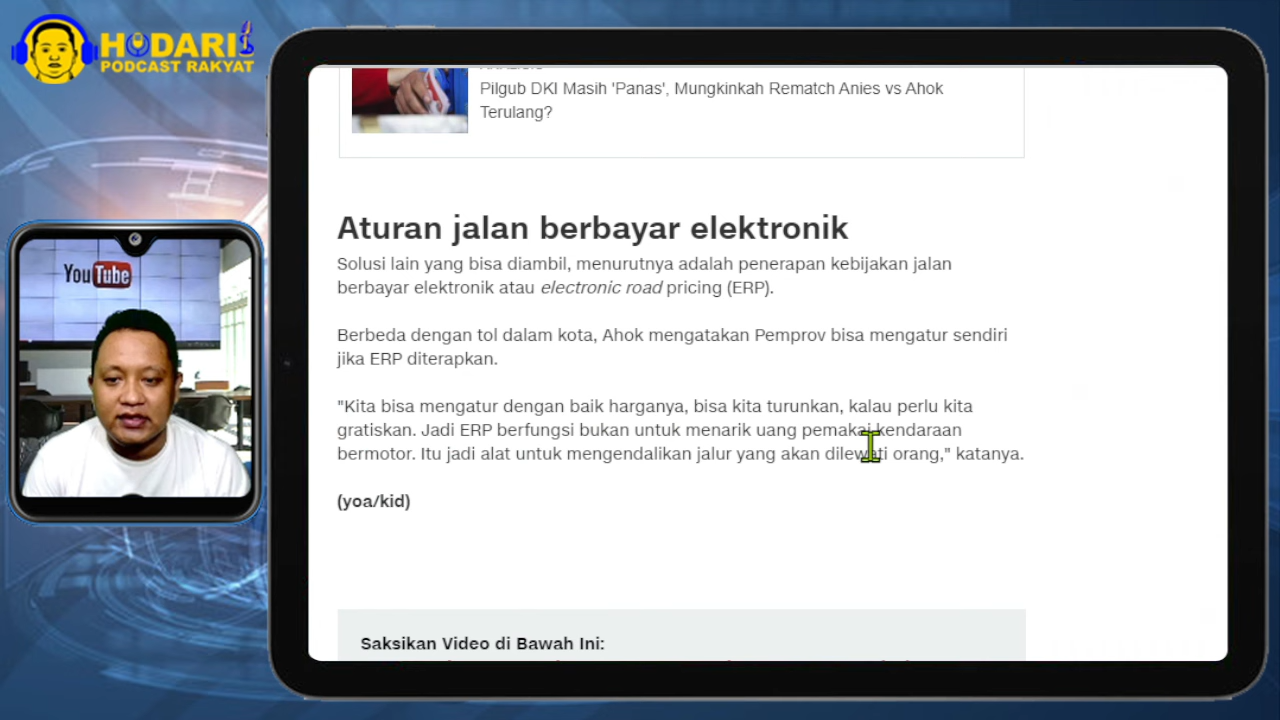 HODARI
PODCAST RAKYAT
YouTube
Pilgub DKI Masih 'Panas', Mungkinkah Rematch Anies vs Ahok
Terulang?
Aturan jalan berbayar elektronik
Solusi lain yang bisa diambil, menurutnya adalah penerapan kebijakan jalan
berbayar elektronik atau electronic road pricing (ERP).
Berbeda dengan tol dalam kota, Ahok mengatakan Pemprov bisa mengatur sendiri
jika ERP diterapkan.
"Kita bisa mengatur dengan baik harganya, bisa kita turunkan, kalau perlu kita
gratiskan. Jadi ERP berfungsi bukan untuk menarik uang pemakai kendaraan
bermotor. Itu jadi alat untuk mengendalikan jalur yang akan dilewati orang," katanya.
(yoa/kid)
Saksikan Video di Bawah Ini: